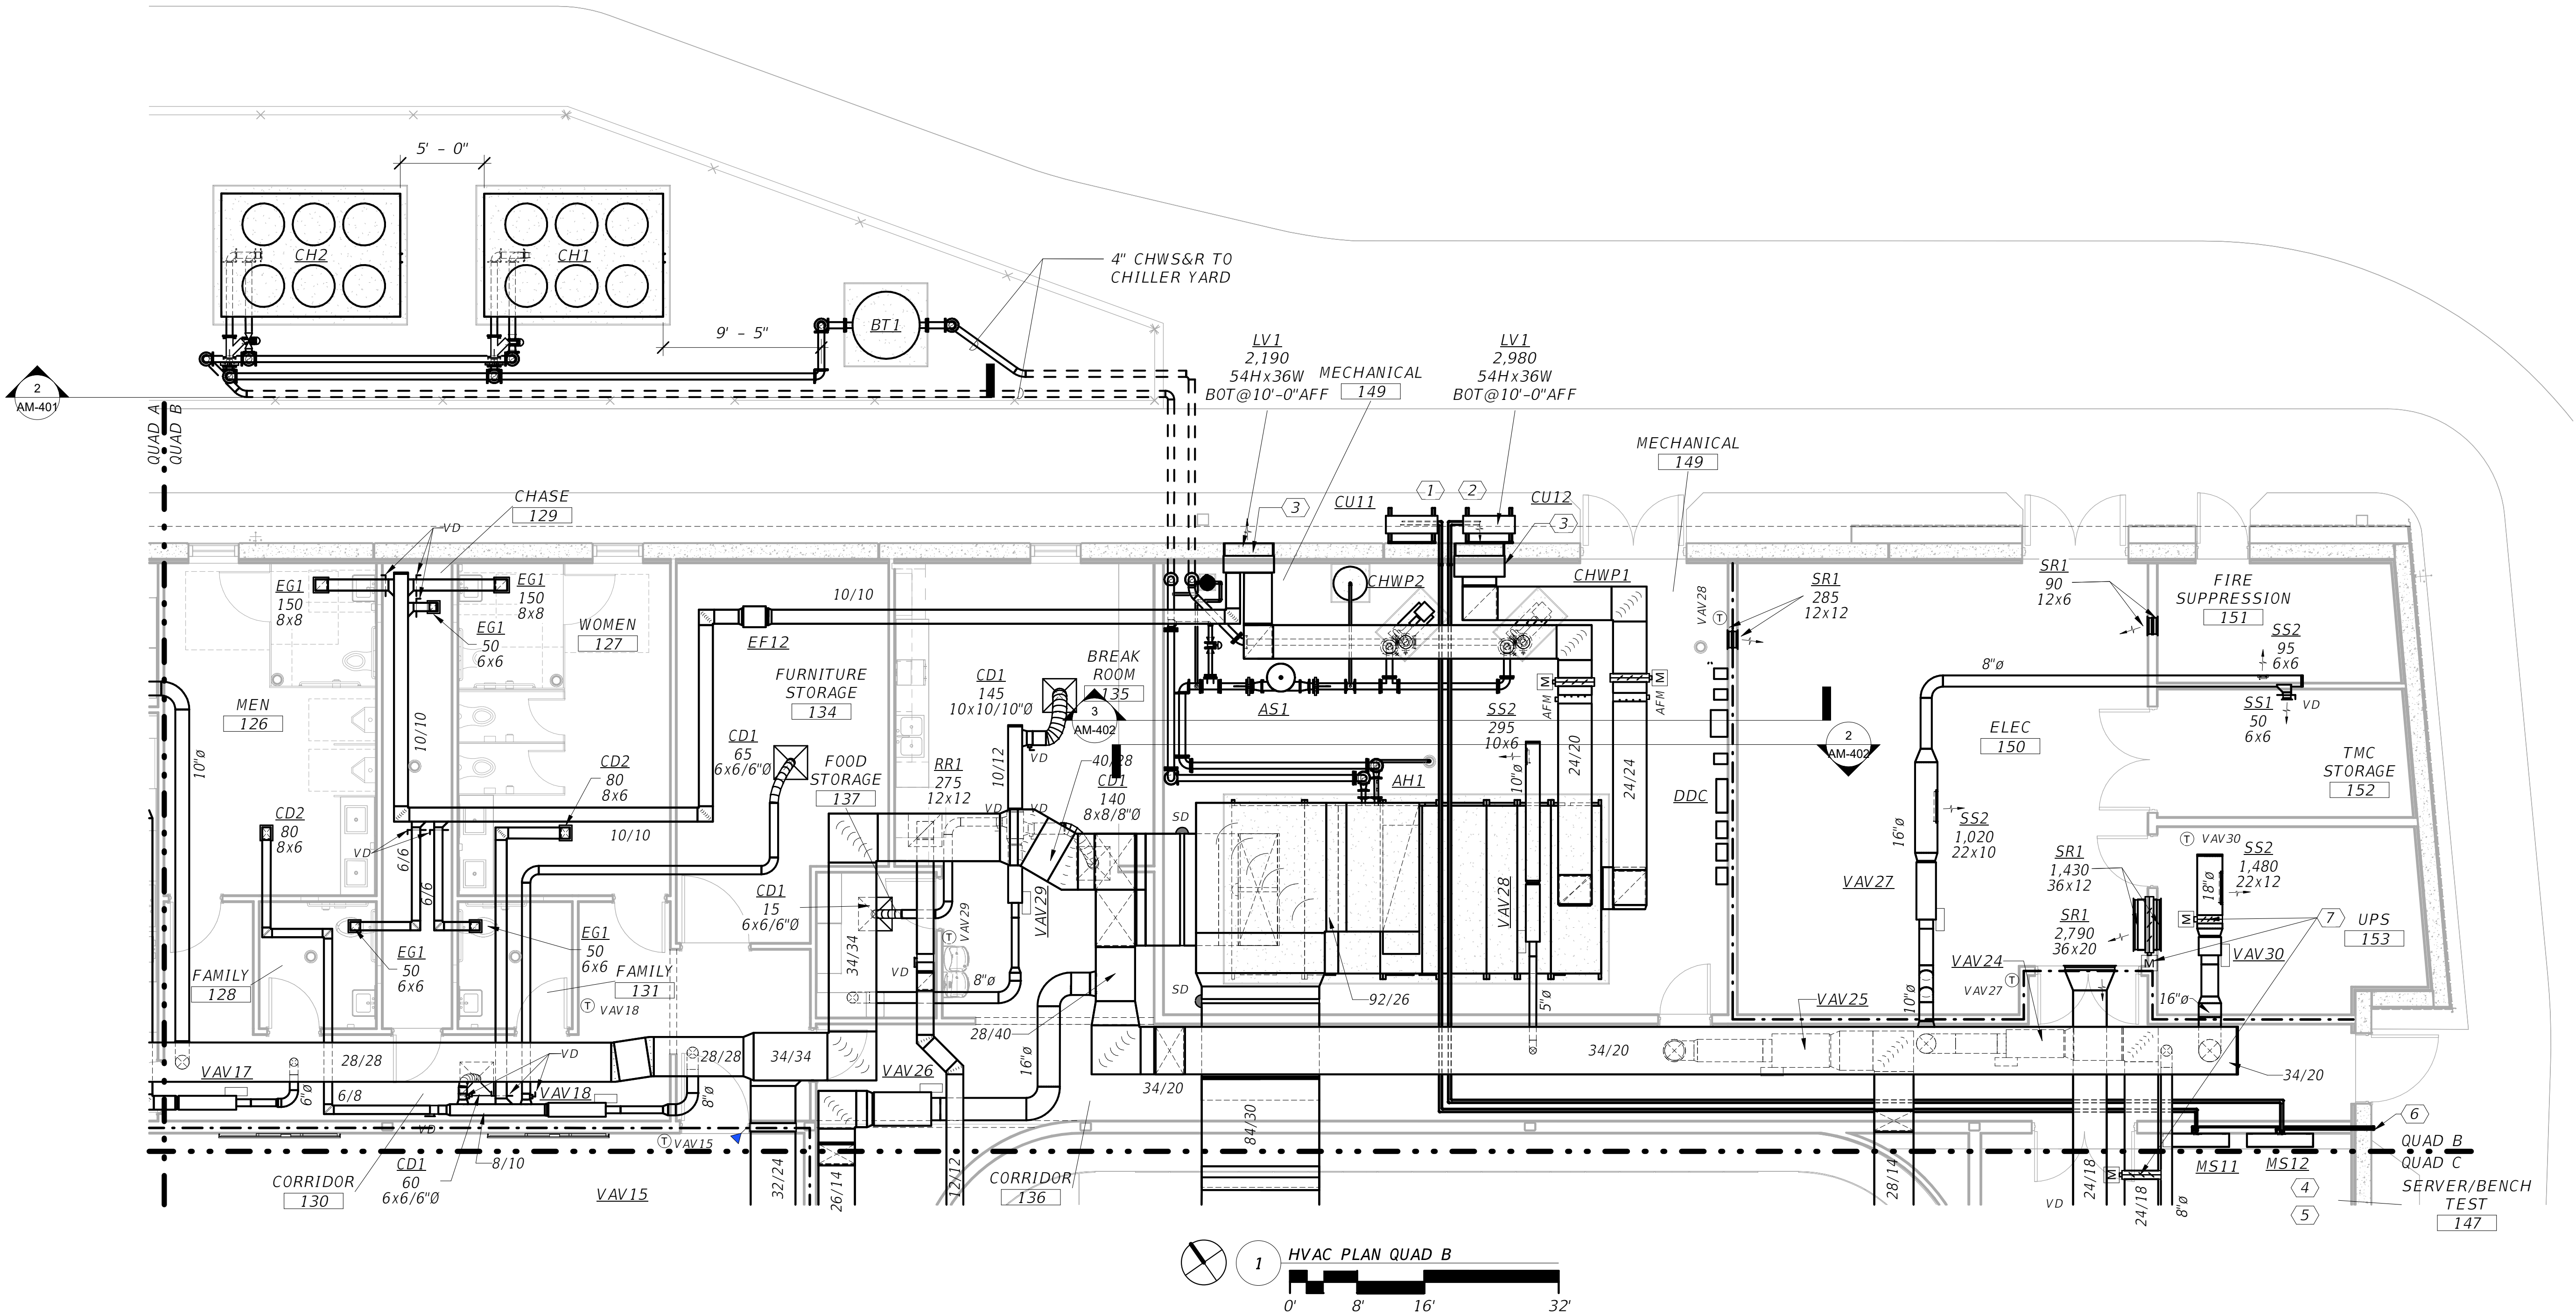 5' - 0"
CH2
CH1
4" CHWS&R TO
CHILLER YARD
BT1
9' - 5"
2
AM-401
QUAD A
QUAD B
LV1
2,190
54Hx36W
BOT@10'-0"AFF
MECHANICAL
149
LV1
2,980
54Hx36W
BOT@10'-0"AFF
MECHANICAL
149
CHASE
129
VD
3
CU11
1
2
CU12
3
EG1
150
8x8
EG1
150
8x8
EG1
50
6x6
WOMEN
127
10/10
EF12
CHWP2
CHWP1
VAV28
T
SR1
285
12x12
SR1
90
12x6
FIRE
SUPPRESSION
151
SS2
95
6x6
8"ø
MEN
126
10"ø
10/10
FURNITURE
STORAGE
134
CD1
145
10x10/10"Ø
BREAK
ROOM
135
3
AM-402
AS1
SS2
295
10x6
M
AFM
M
AFM
2
AM-402
ELEC
150
SS1
50
6x6
VD
CD1
65
6x6/6"Ø
FOOD
STORAGE
137
RR1
275
12x12
10/12
VD
40/28
CD1
140
8x8/8"Ø
AH1
10"ø
24/20
24/24
DDC
TMC
STORAGE
152
CD2
80
8x6
CD2
80
8x6
10/10
VD
6/6
6/6
VD
VD
SD
16"ø
SS2
1,020
22x10
T
VAV30
SS2
1,480
22x12
SR1
1,430
36x12
18"ø
VAV27
CD1
15
6x6/6"Ø
VAV29
T
VAV29
VAV28
SR1
2,790
36x20
M
7
UPS
153
34/34
VD
8"ø
EG1
50
6x6
EG1
50
6x6
FAMILY
128
FAMILY
131
T
VAV18
SD
92/26
5"ø
VAV25
10"ø
VAV24
T
VAV27
M
VAV30
16"ø
28/28
28/28
34/34
28/40
16"ø
34/20
34/20
34/20
VAV17
6"ø
6/8
VD
VAV18
8"ø
VAV26
VD
T
VAV15
84/30
6
QUAD B
QUAD C
CORRIDOR
130
CD1
60
6x6/6"Ø
8/10
VAV15
32/24
26/14
12/12
CORRIDOR
136
28/14
24/18
M
24/18
8"ø
VD
MS11
MS12
4
5
SERVER/BENCH
TEST
147
1
HVAC PLAN QUAD B
0'
8'
16'
32'